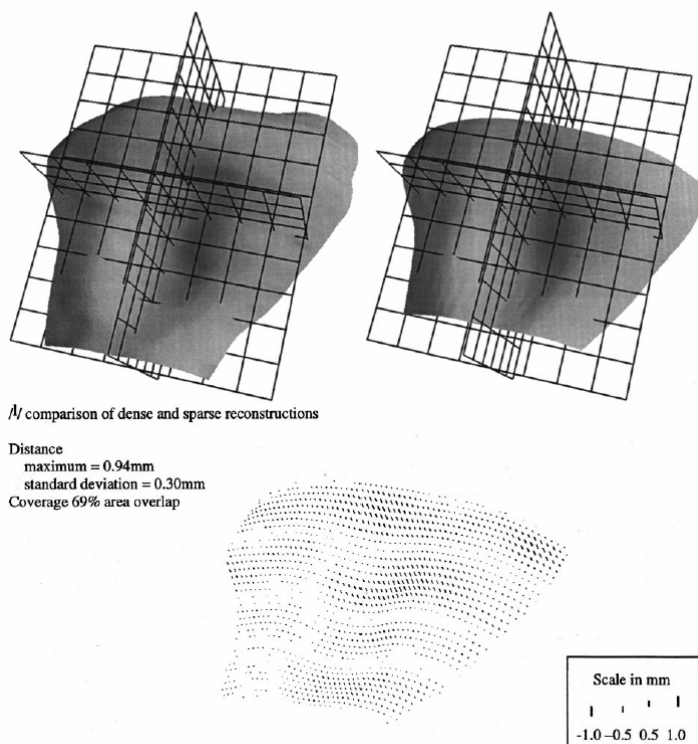 /l/ comparison of dense and sparse reconstructions
Distance
maximum = 0.94mm
standard deviation = 0.30mm
Coverage 69% area overlap
Scale in mm
-1.0 –0.5 0.5 1.0